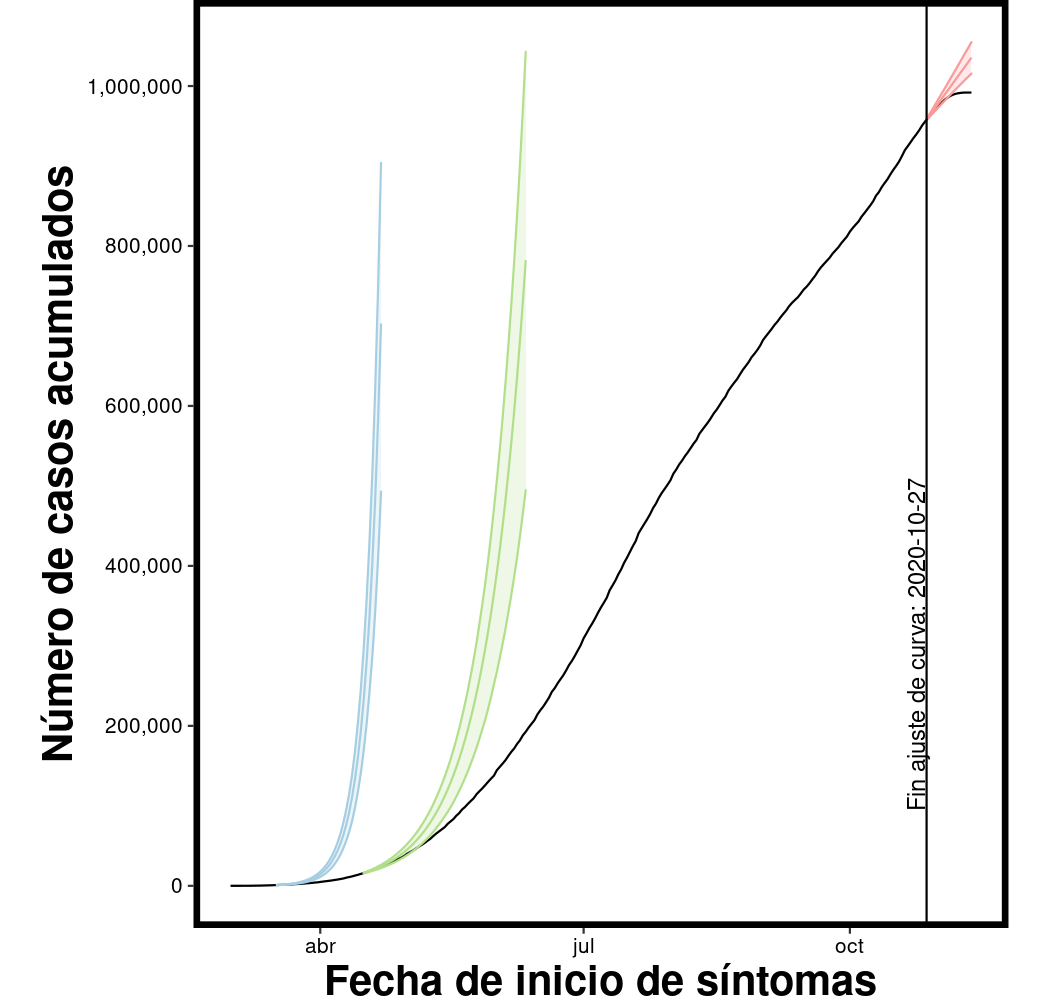 Número de casos acumulados
1,000,000
800,000
600,000
400,000
200,000
0
Fin ajuste de curva: 2020-10-27
abr
jul
oct
Fecha de inicio de síntomas